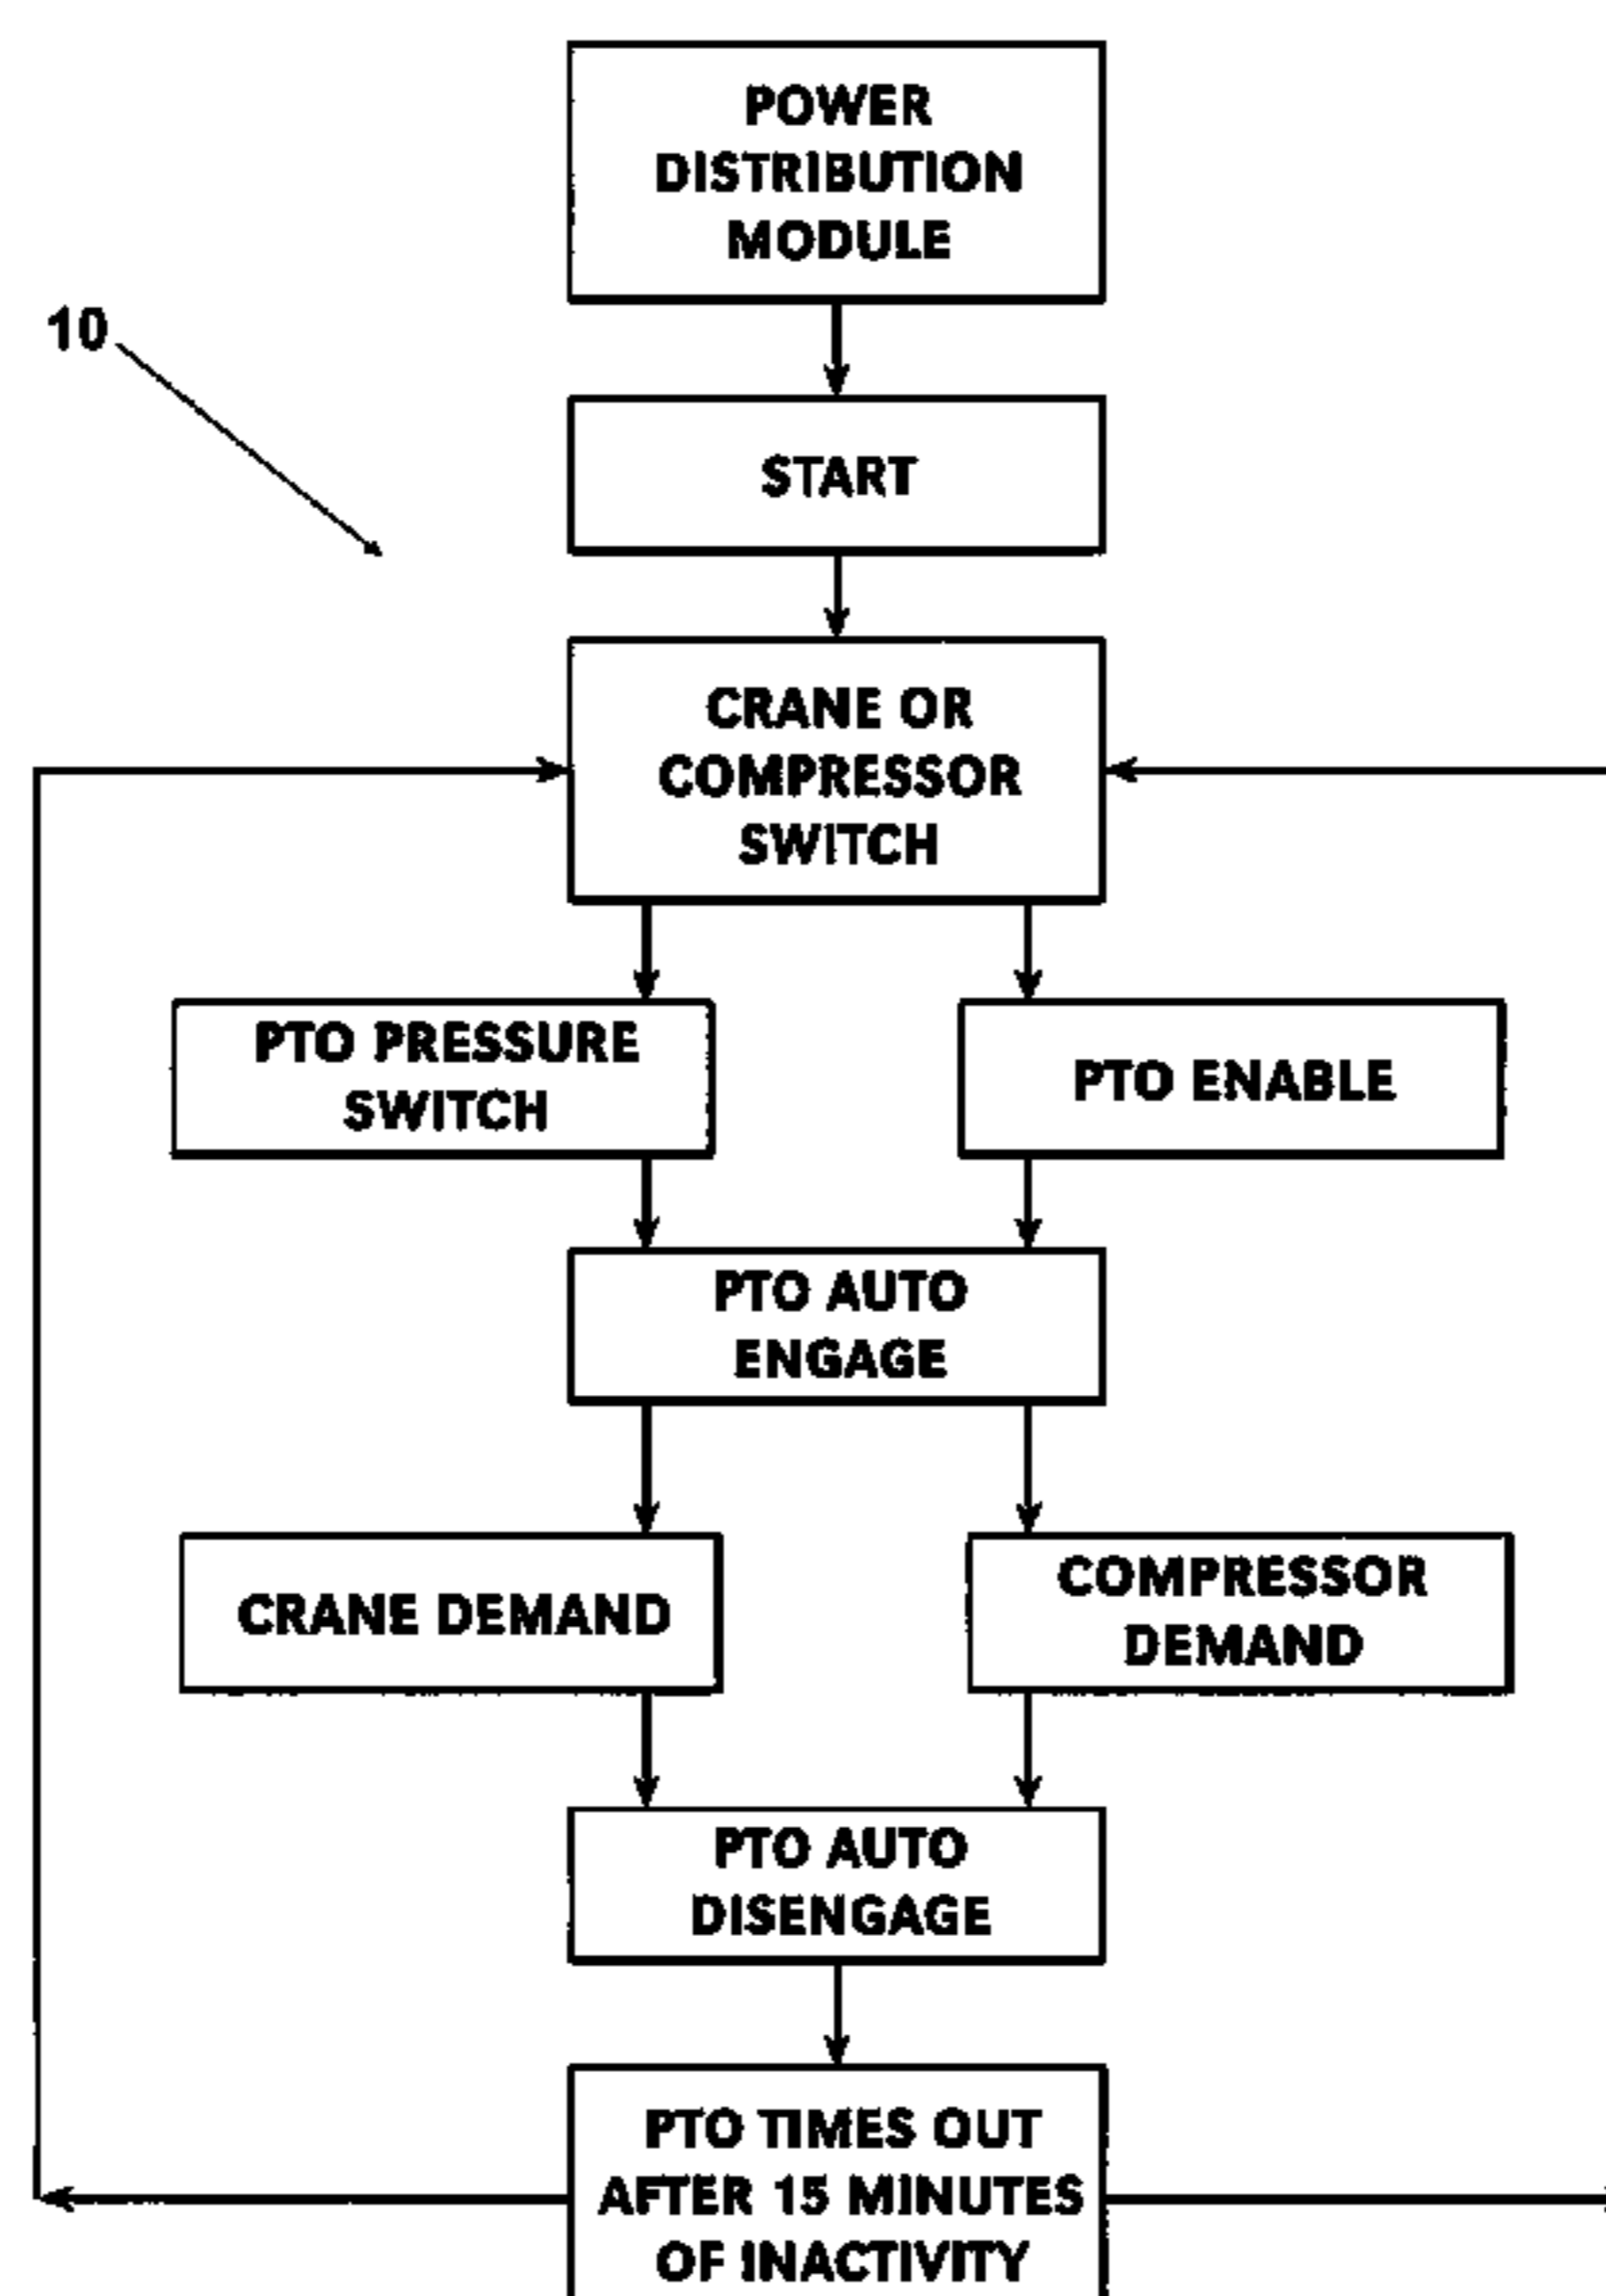 POWER
DISTRIBUTION
MODULE
10
START
CRANE OR
COMPRESSOR
SWITCH
PTO PRESSURE
SWITCH
PTO ENABLE
PTO AUTO
ENGAGE
CRANE DEMAND
COMPRESSOR
DEMAND
PTO AUTO
DISENGAGE
PTO TIMES OUT
AFTER 15 MINUTES
OF INACTIVITY